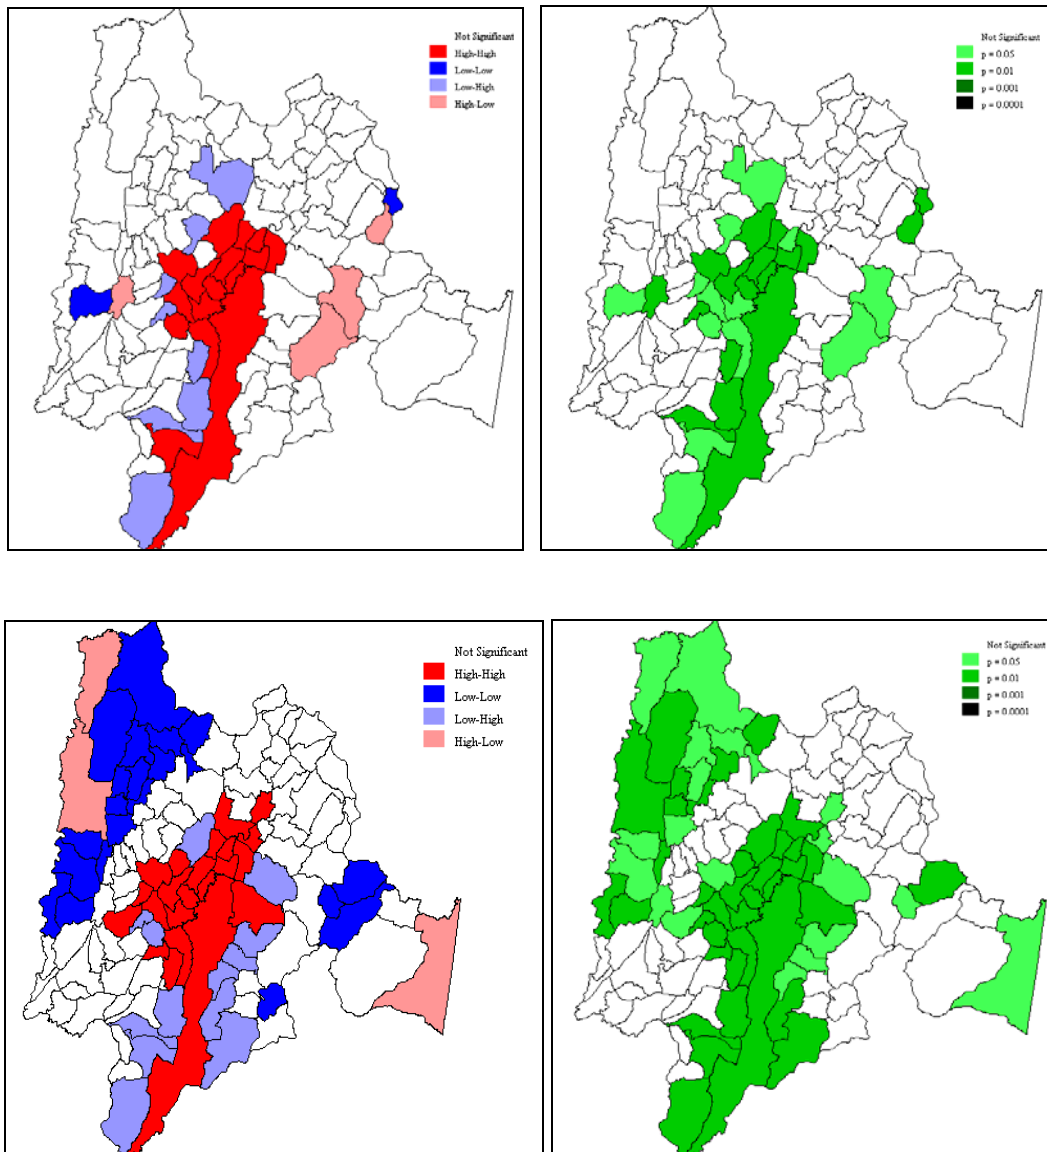 Not Significant
High-High
Low-Low
Low-High
High-Low
Not Significant
p = 0.05
p = 0.01
p = 0.001
p = 0.0001
Not Significant
High-High
Low-Low
Low-High
High-Low
Not Significant
p = 0.05
p = 0.01
p = 0.001
p = 0.0001